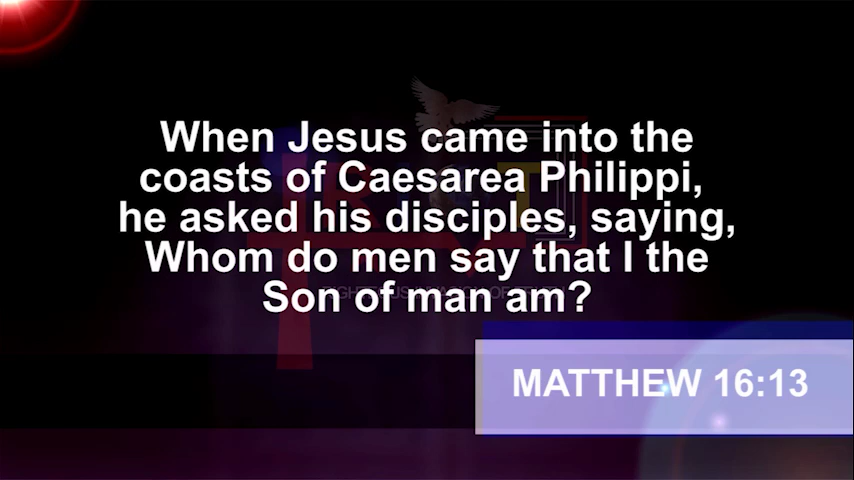 When Jesus came into the
coasts of Caesarea Philippi,
he asked his disciples, saying,
Whom do men say that I the
Son of man am?
MATTHEW 16:13